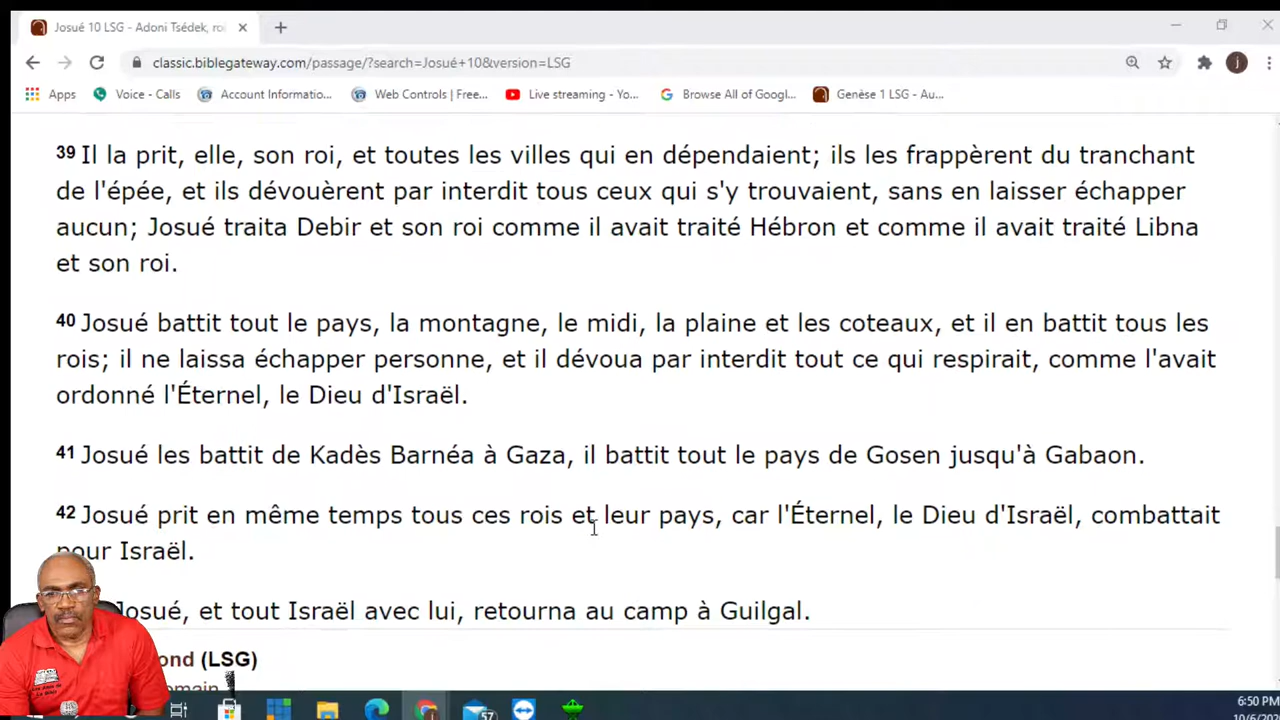 Josué 10 LSG - Adoni Tsédek, roi
classic.biblegateway.com/passage/?search=Josué+10&version=LSG
j
Apps
Voice - Calls
Account Informatio...
Web Controls | Free...
Live streaming - Yo...
Browse All of Googl...
Genèse 1 LSG - Au...
39 Il la prit, elle, son roi, et toutes les villes qui en dépendaient; ils les frappèrent du tranchant
de l'épée, et ils dévouèrent par interdit tous ceux qui s'y trouvaient, sans en laisser échapper
aucun; Josué traita Debir et son roi comme il avait traité Hébron et comme il avait traité Libna
et son roi.
40 Josué battit tout le pays, la montagne, le midi, la plaine et les coteaux, et il en battit tous les
rois; il ne laissa échapper personne, et il dévoua par interdit tout ce qui respirait, comme l'avait
ordonné l'Éternel, le Dieu d'Israël.
41 Josué les battit de Kadès Barnéa à Gaza, il battit tout le pays de Gosen jusqu'à Gabaon.
42 Josué prit en même temps tous ces rois et leur pays, car l'Éternel, le Dieu d'Israël, combattait
pour Israël.
Josué, et tout Israël avec lui, retourna au camp à Guilgal.
ond (LSG)
omain
57
6:50 PM